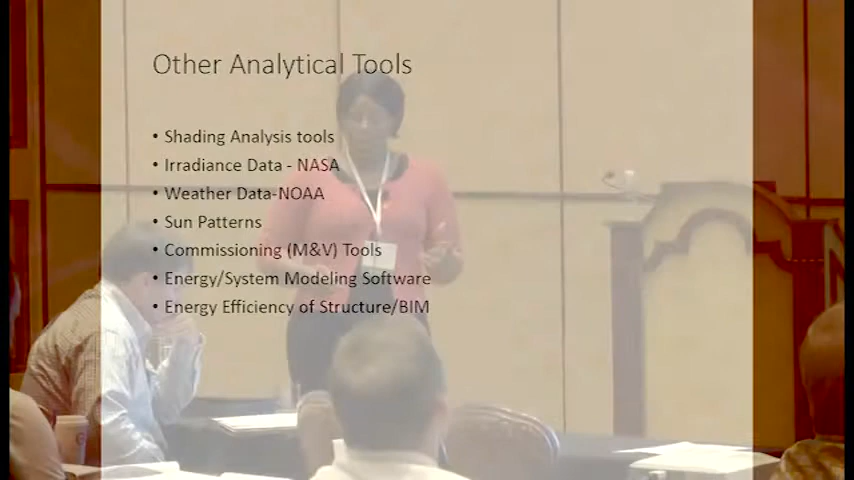 Other Analytical Tools
• Shading Analysis tools
• Irradiance Data - NASA
• Weather Data-NOAA
• Sun Patterns
• Commissioning (M&V) Tools
• Energy/System Modeling Software
• Energy Efficiency of Structure/BIM